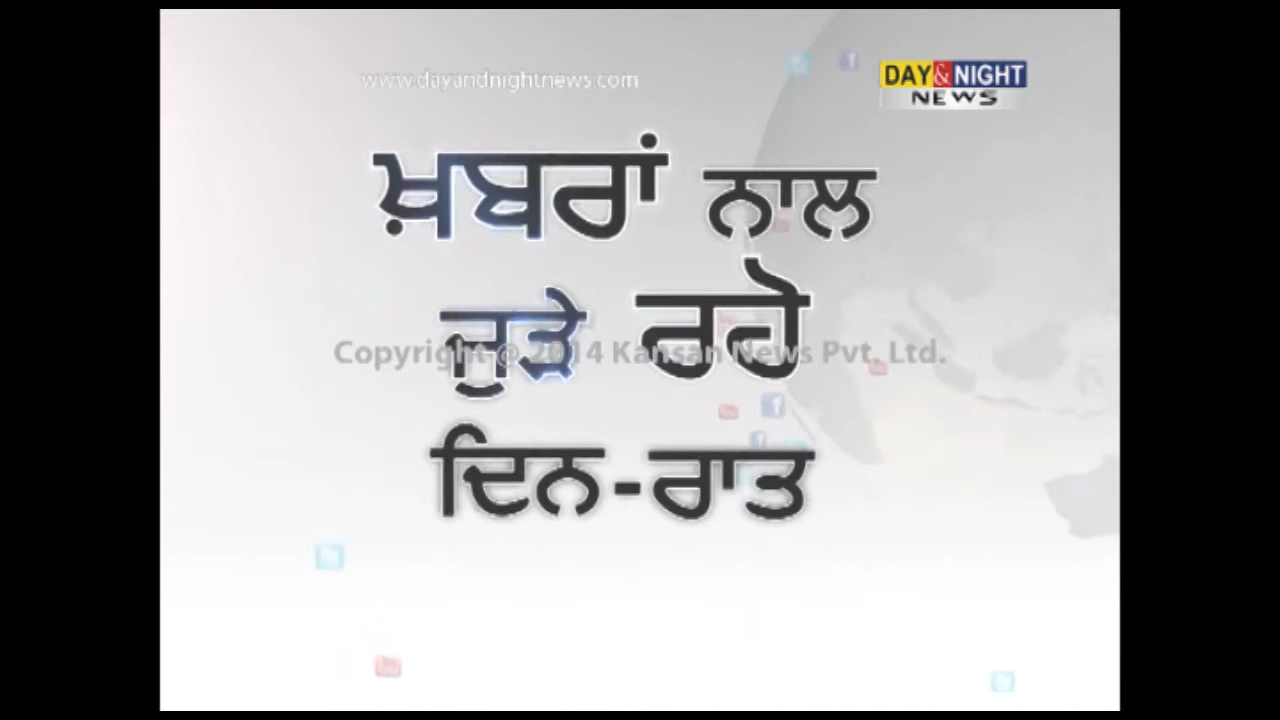 www.dayandnightnews.com
DAY&NIGHT
NEWS
ਖ਼ਬਰਾਂ ਨਾਲ
ਜੁੜੇ ਰਹੋ
Copyright @ 2014 Kansan News Pvt. Ltd.
ਦਿਨ-ਰਾਤ